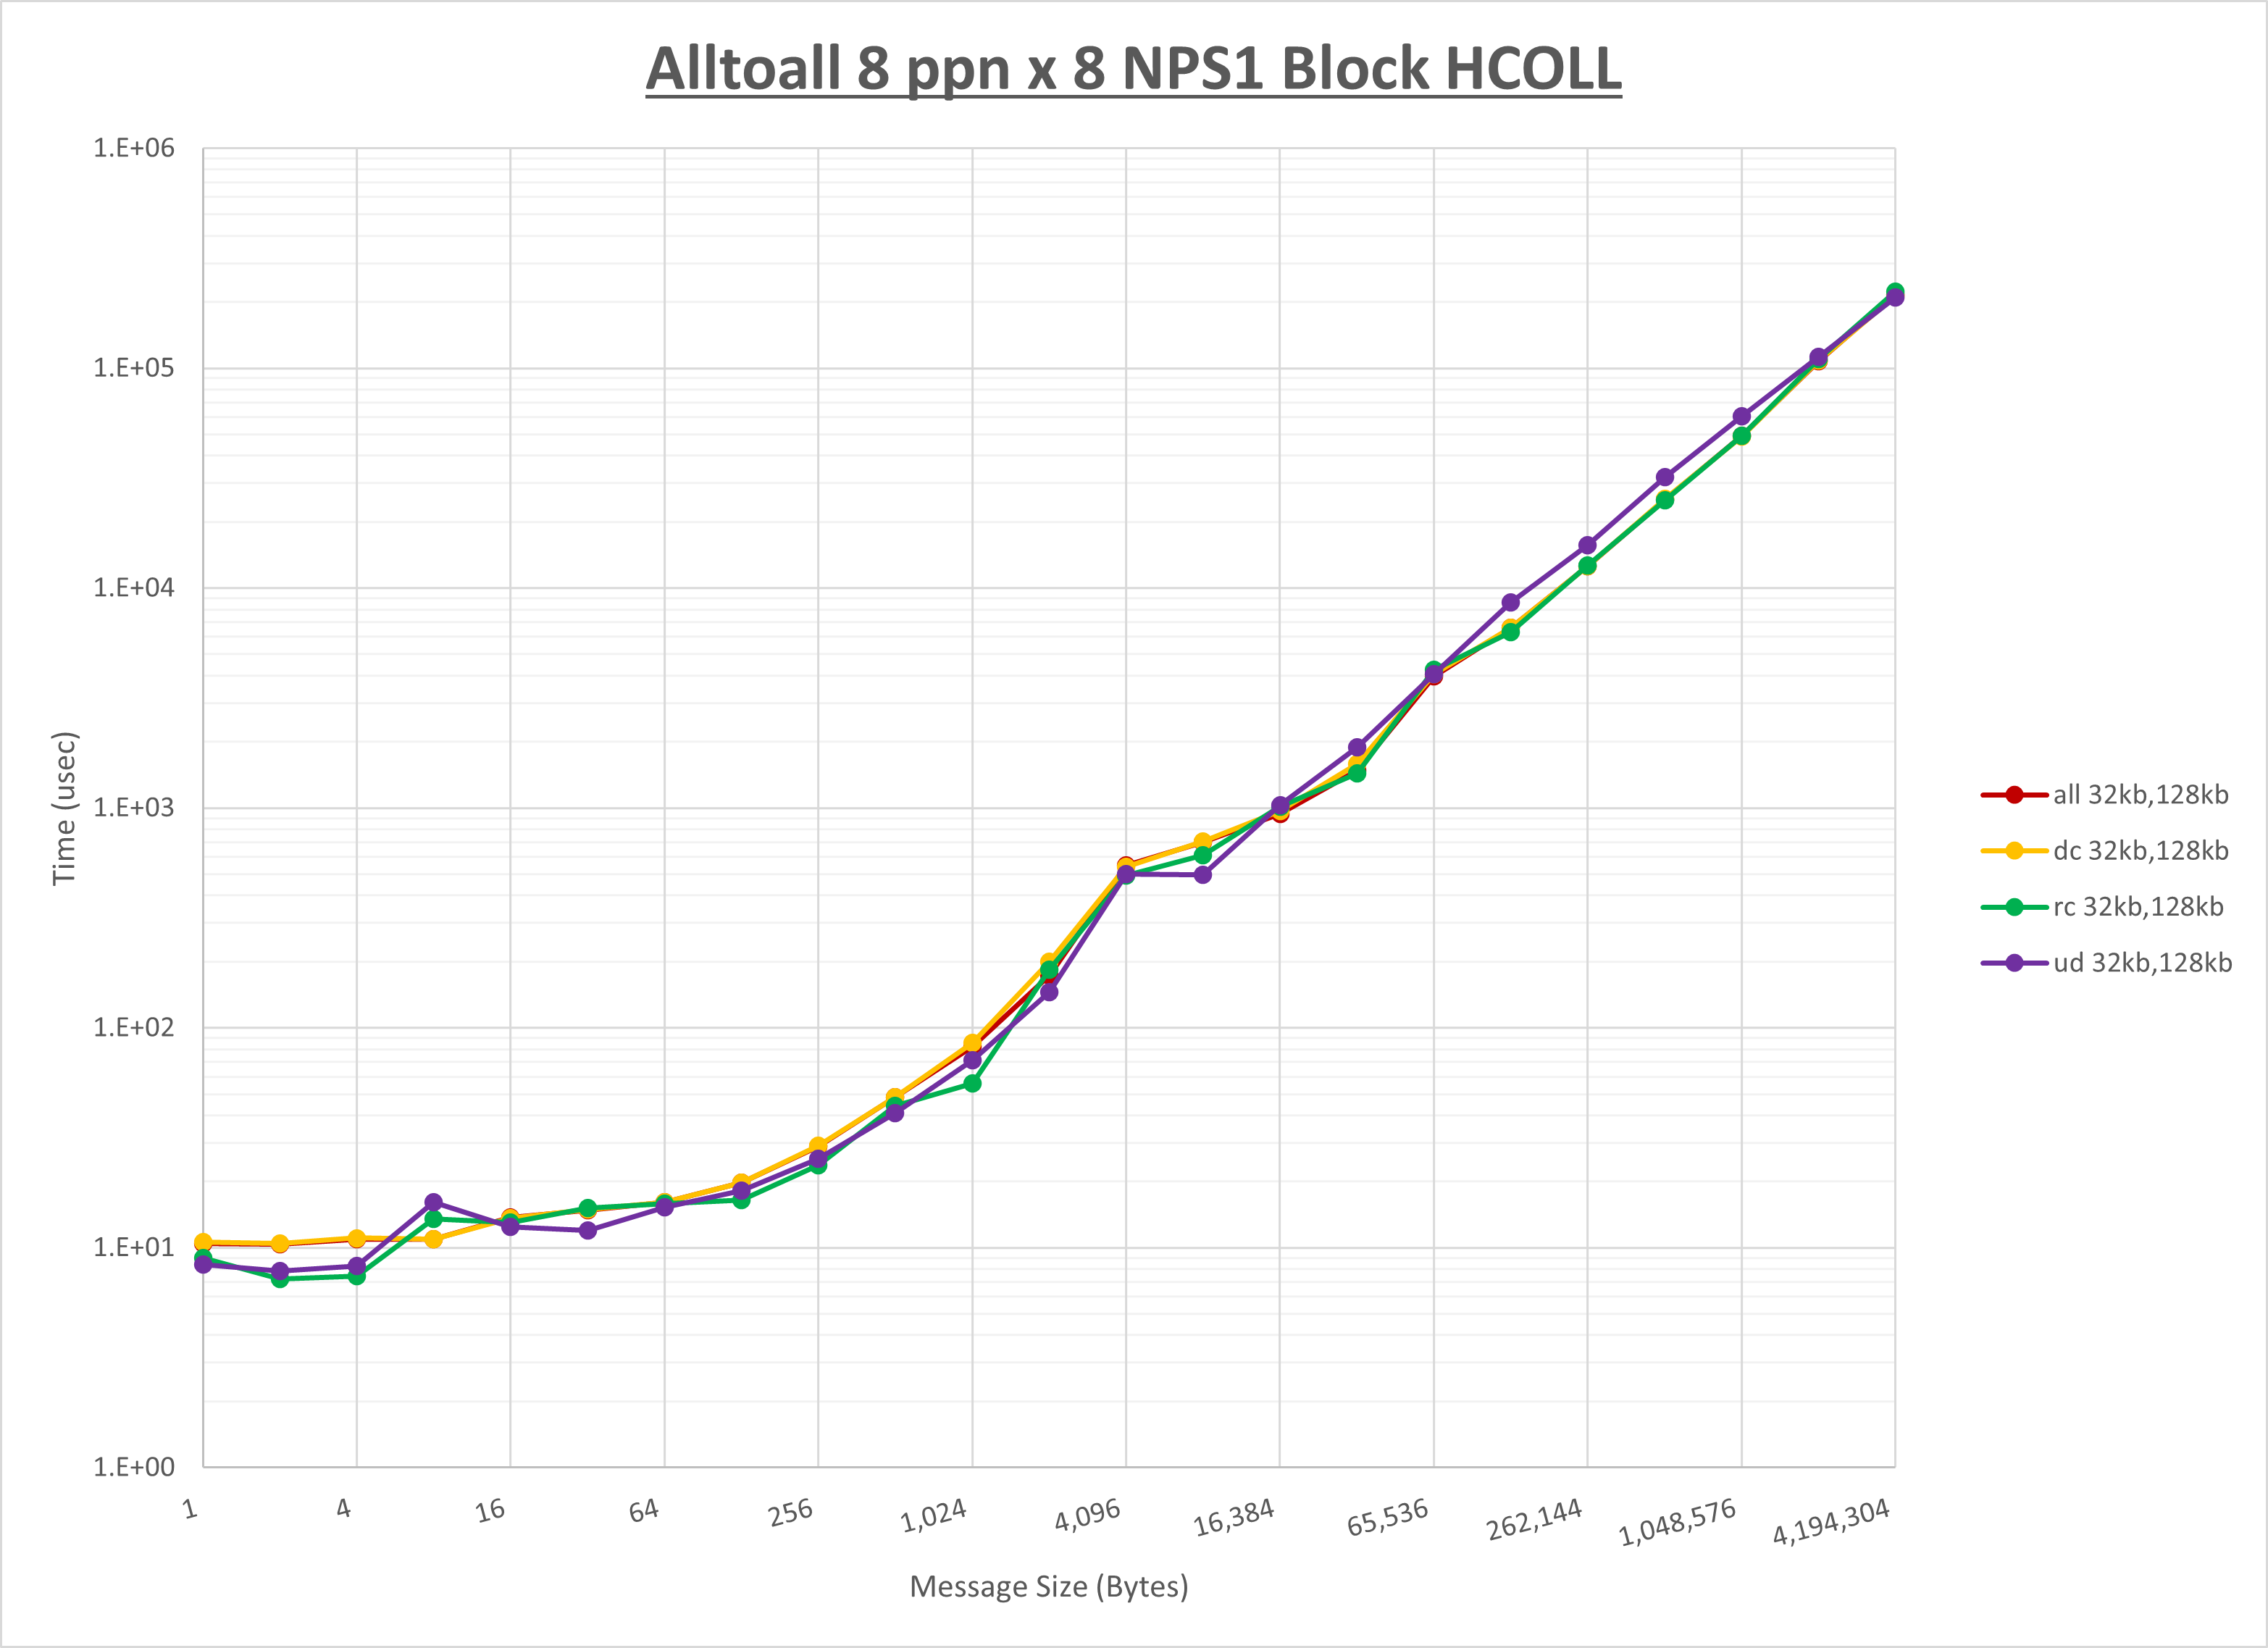 Alltoall 8 ppn x 8 NPS1 Block HCOLL
1.E+06
1.E+05
1.E+04
1.E+03
1.E+02
1.E+01
1.E+00
Time (usec)
1
4
16
64
256
1,024
4,096
16,384
65,536
262,144
1,048,576
4,194,304
Message Size (Bytes)
all 32kb,128kb
dc 32kb,128kb
rc 32kb,128kb
ud 32kb,128kb